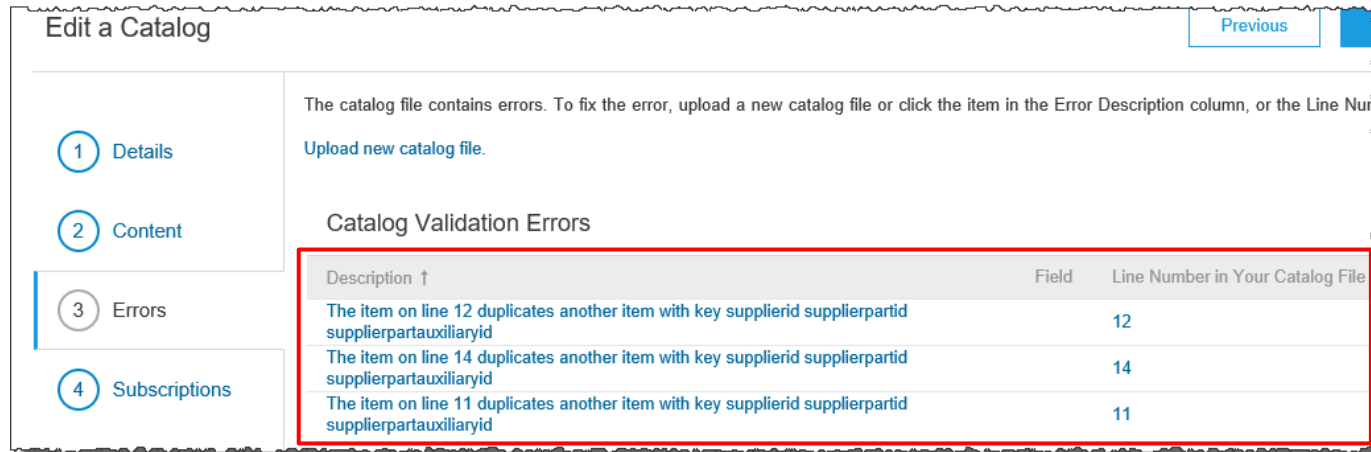 Edit a Catalog
Previous
The catalog file contains errors. To fix the error, upload a new catalog file or click the item in the Error Description column, or the Line
Upload new catalog file.
1 Details
2 Content
3 Errors
4 Subscriptions
Catalog Validation Errors
Description ↑ Field Line Number in Your Catalog File
The item on line 12 duplicates another item with key supplierid supplierpartid
supplierpartauxiliaryid
12
The item on line 14 duplicates another item with key supplierid supplierpartid
supplierpartauxiliaryid
14
The item on line 11 duplicates another item with key supplierid supplierpartid
supplierpartauxiliaryid
11